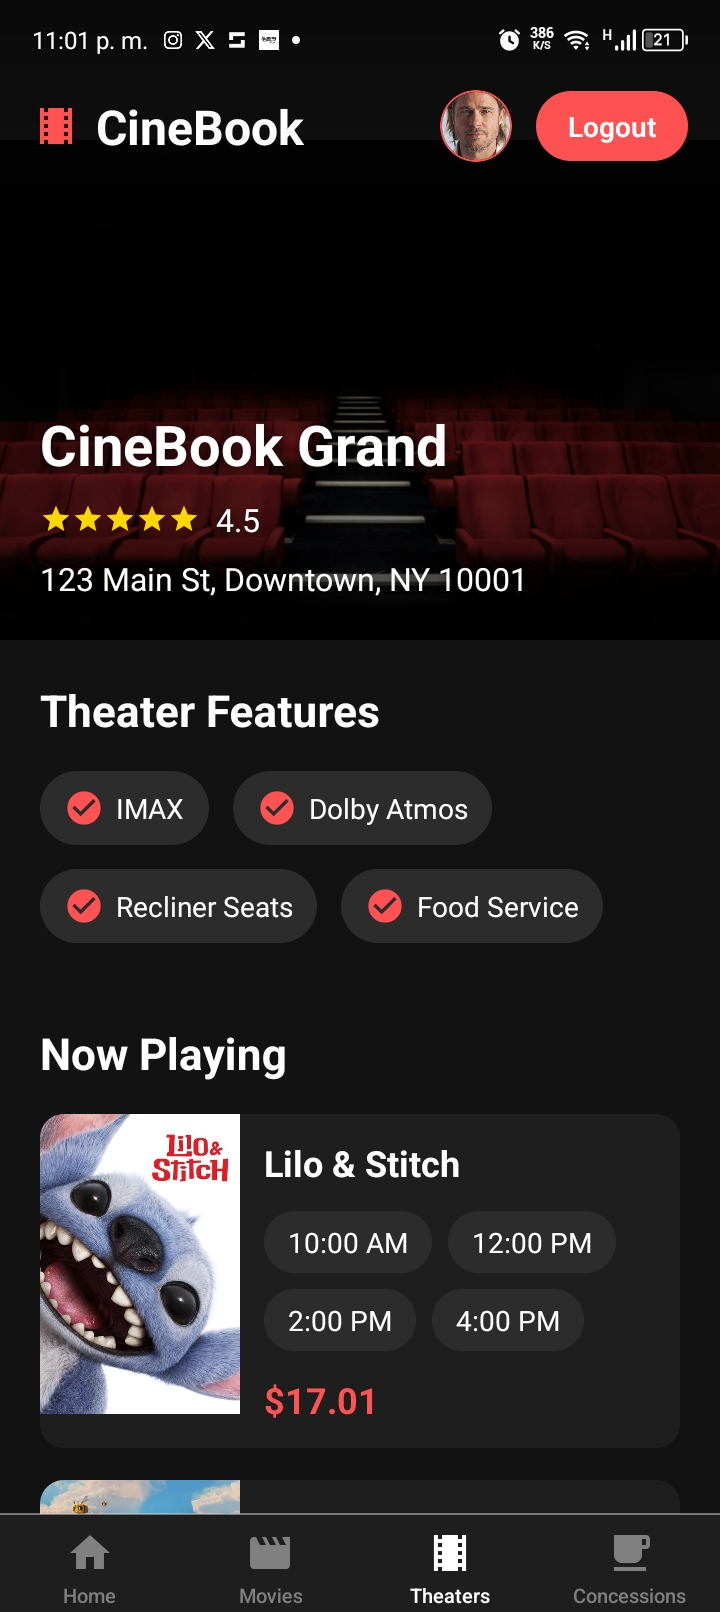 11:01 p. m.
386
K/S
H
21
CineBook
Logout
CineBook Grand
4.5
123 Main St, Downtown, NY 10001
Theater Features
IMAX
Dolby Atmos
Recliner Seats
Food Service
Now Playing
Lilo &
Stitch
Lilo & Stitch
10:00 AM
12:00 PM
2:00 PM
4:00 PM
$17.01
Home
Movies
Theaters
Concessions